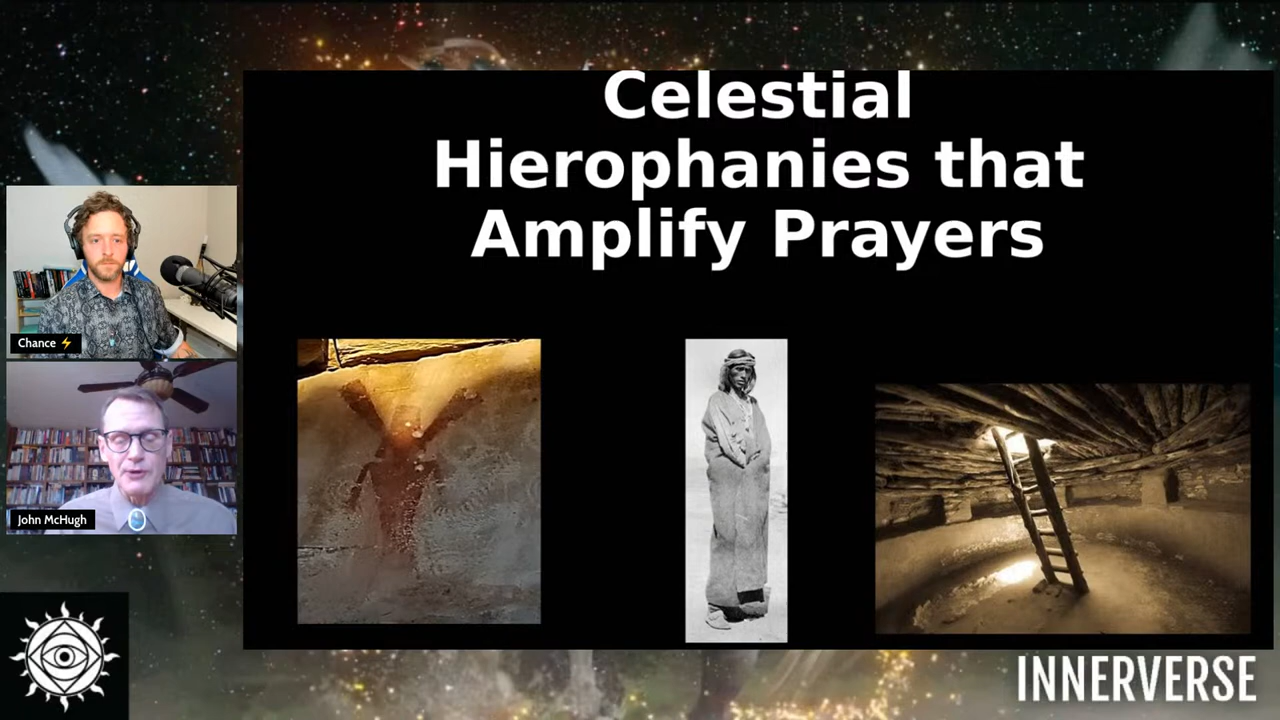 Celestial
Hierophanies that
Amplify Prayers
Chance ⚡
John McHugh
INNERVERSE